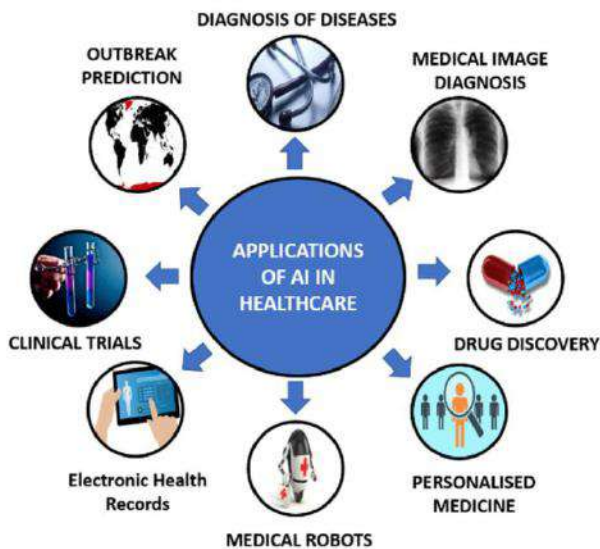 DIAGNOSIS OF DISEASES
OUTBREAK
PREDICTION
MEDICAL IMAGE
DIAGNOSIS
APPLICATIONS
OF AI IN
HEALTHCARE
CLINICAL TRIALS
DRUG DISCOVERY
Electronic Health
Records
PERSONALISED
MEDICINE
MEDICAL ROBOTS